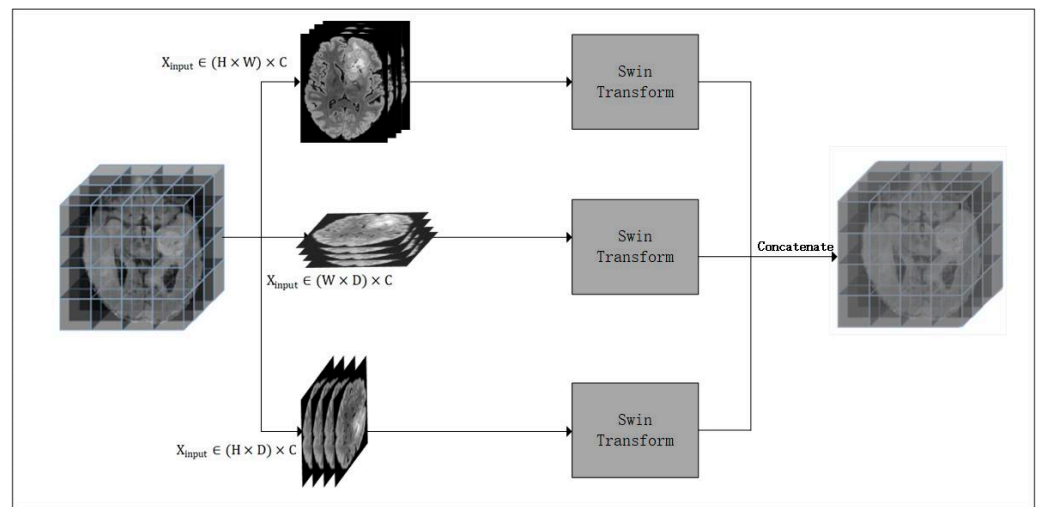 X_input ∈ (H × W) × C
Swin
Transform
X_input ∈ (W × D) × C
Swin
Transform
Concatenate
X_input ∈ (H × D) × C
Swin
Transform